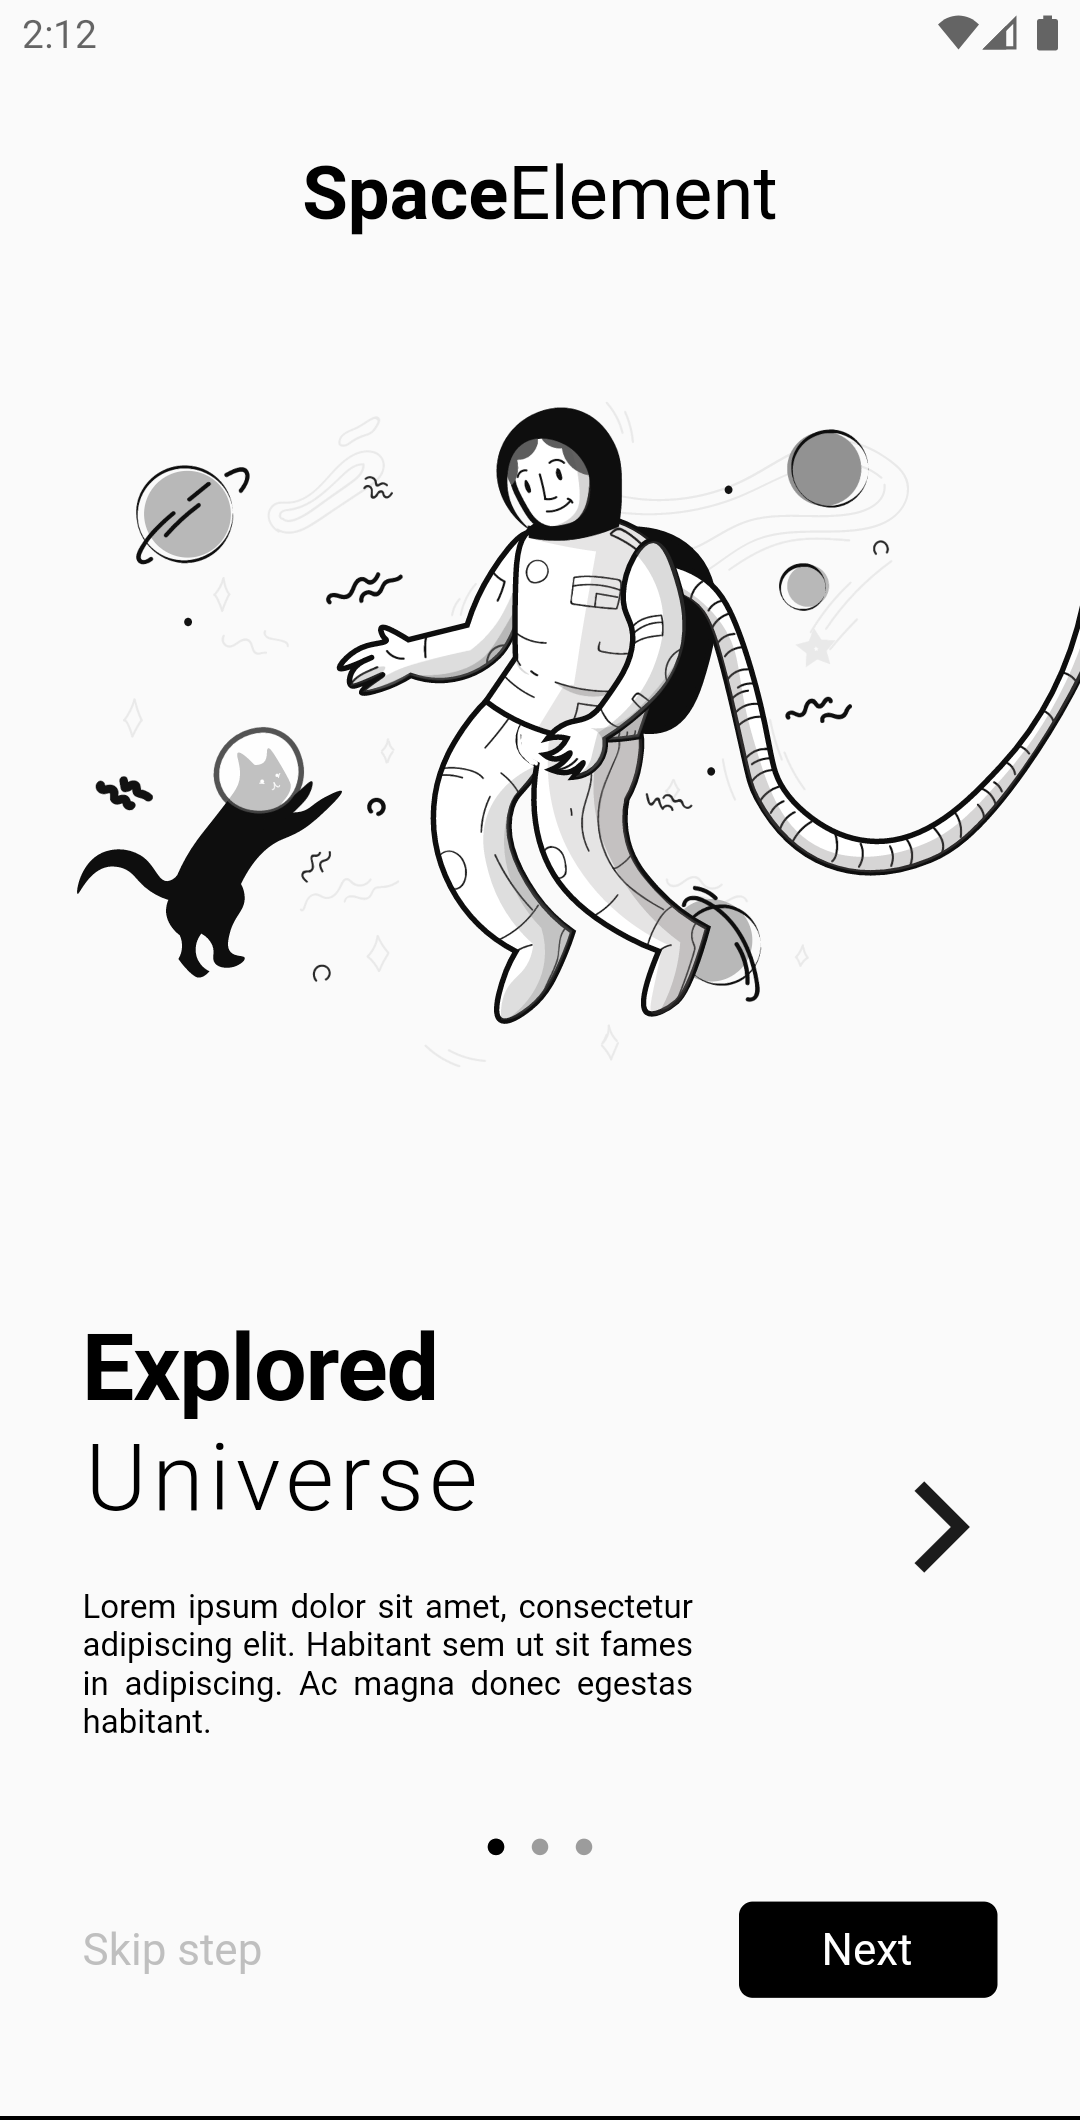 2:12
SpaceElement
Explored
Universe
Lorem ipsum dolor sit amet, consectetur
adipiscing elit. Habitant sem ut sit fames
in adipiscing. Ac magna donec egestas
habitant.
Skip step
Next